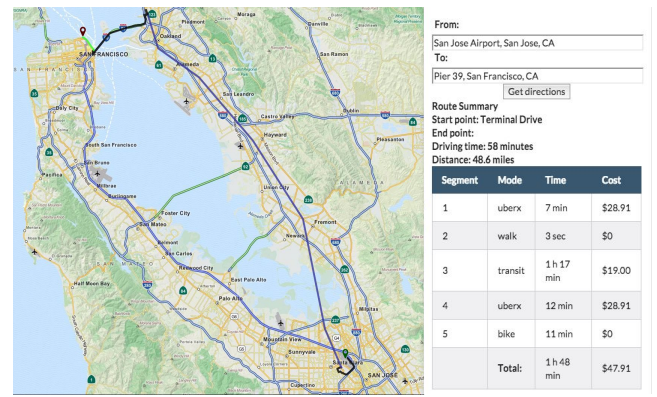 Moraga
Piedmont
Danville
Oakland
SAN FRANCISCO
Alameda
San Ramon
SAN FRANCIS
San Leandro
Daly City
Castro Valley
Dublin
Hayward
Pleasanton
South San Francisco
San Bruno
Pacifica
Millbrae
Burlingame
Union City
ALAMEDA
Foster City
San Mateo
Fremont
Belmont
Newark
San Carlos
SAN MATEO
Redwood City
Half Moon Bay
East Palo Alto
Palo Alto
Milpitas
Mountain View
Sunnyvale
Santa Clara
SAN JOSE
Cupertino
From:
San Jose Airport, San Jose, CA
To:
Pier 39, San Francisco, CA
Get directions
Route Summary
Start point: Terminal Drive
End point:
Driving time: 58 minutes
Distance: 48.6 miles
Segment Mode Time Cost
1 uberx 7 min $28.91
2 walk 3 sec $0
3 transit 1 h 17 min $19.00
4 uberx 12 min $28.91
5 bike 11 min $0
Total: 1 h 48 min $47.91